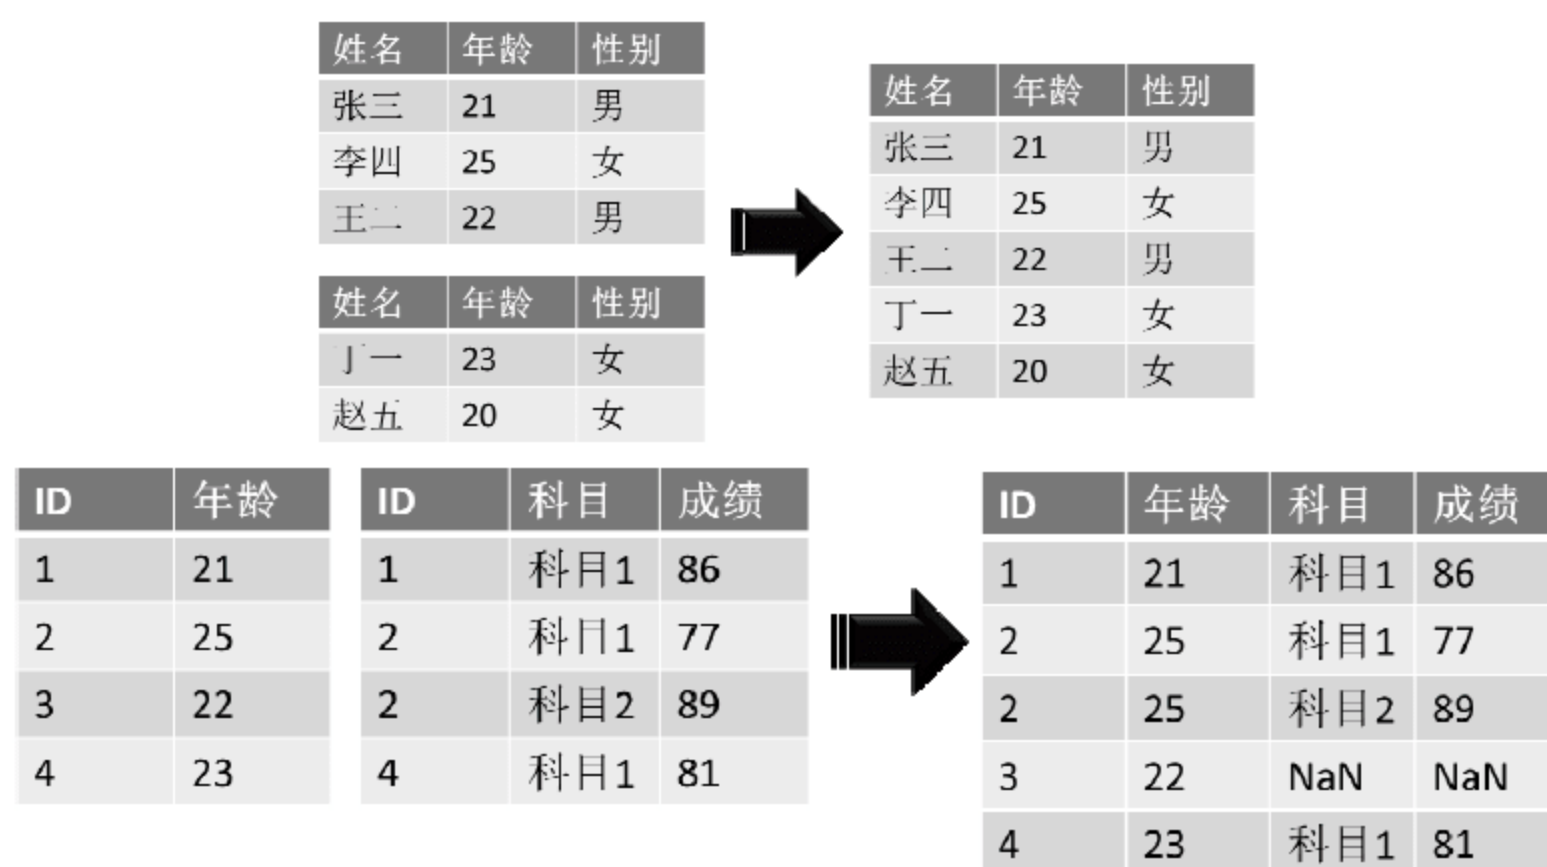 姓名 年龄 性别
张三 21 男
李四 25 女
王二 22 男
姓名 年龄 性别
丁一 23 女
赵五 20 女
姓名 年龄 性别
张三 21 男
李四 25 女
王二 22 男
丁一 23 女
赵五 20 女
ID 年龄
1 21
2 25
3 22
4 23
ID 科目 成绩
1 科目1 86
2 科目1 77
2 科目2 89
4 科目1 81
ID 年龄 科目 成绩
1 21 科目1 86
2 25 科目1 77
2 25 科目2 89
3 22 NaN NaN
4 23 科目1 81